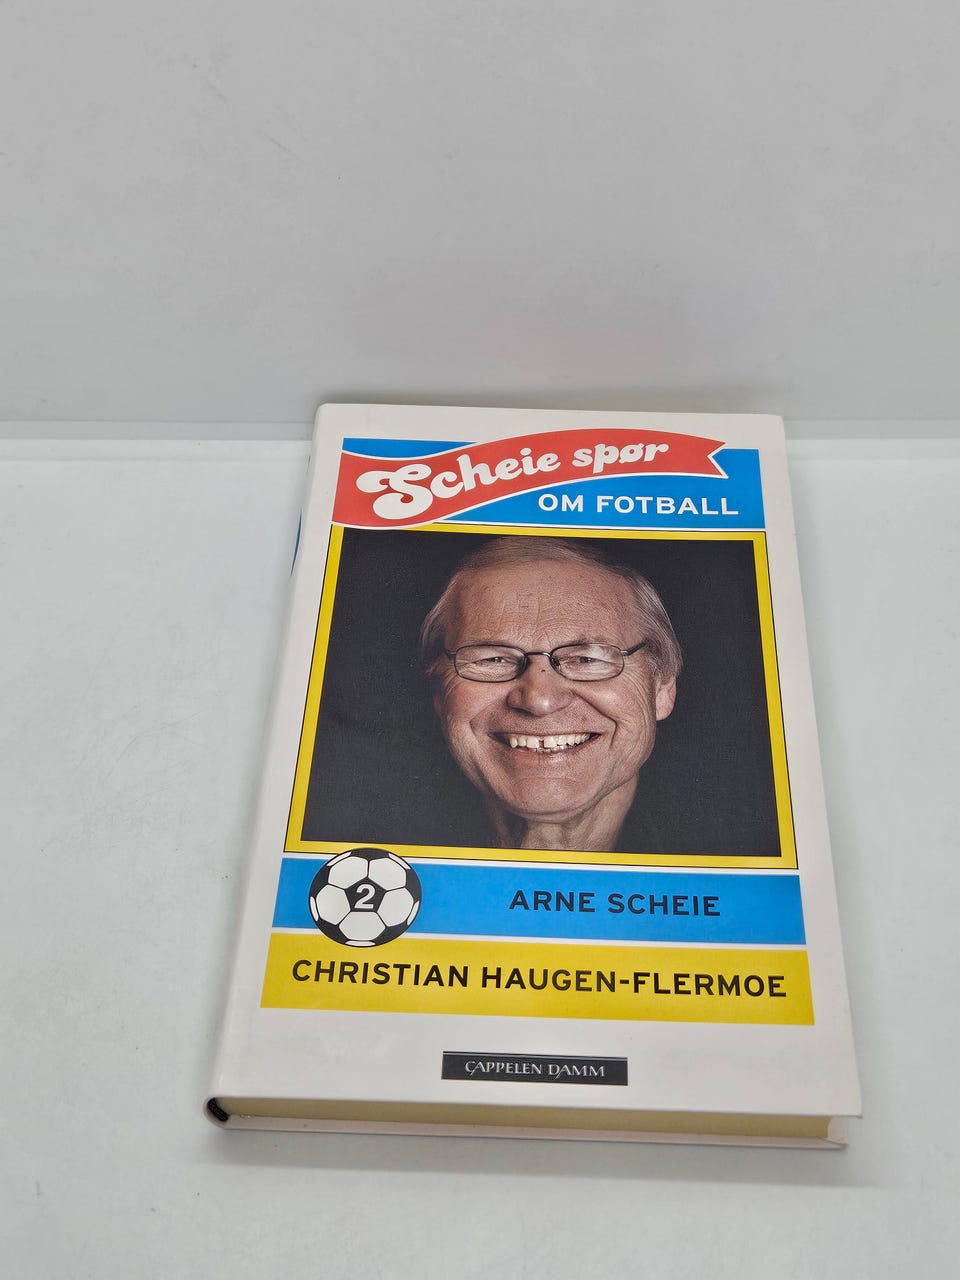 Scheie spør
OM FOTBALL
2
ARNE SCHEIE
CHRISTIAN HAUGEN-FLERMOE
CAPPELEN DAMM